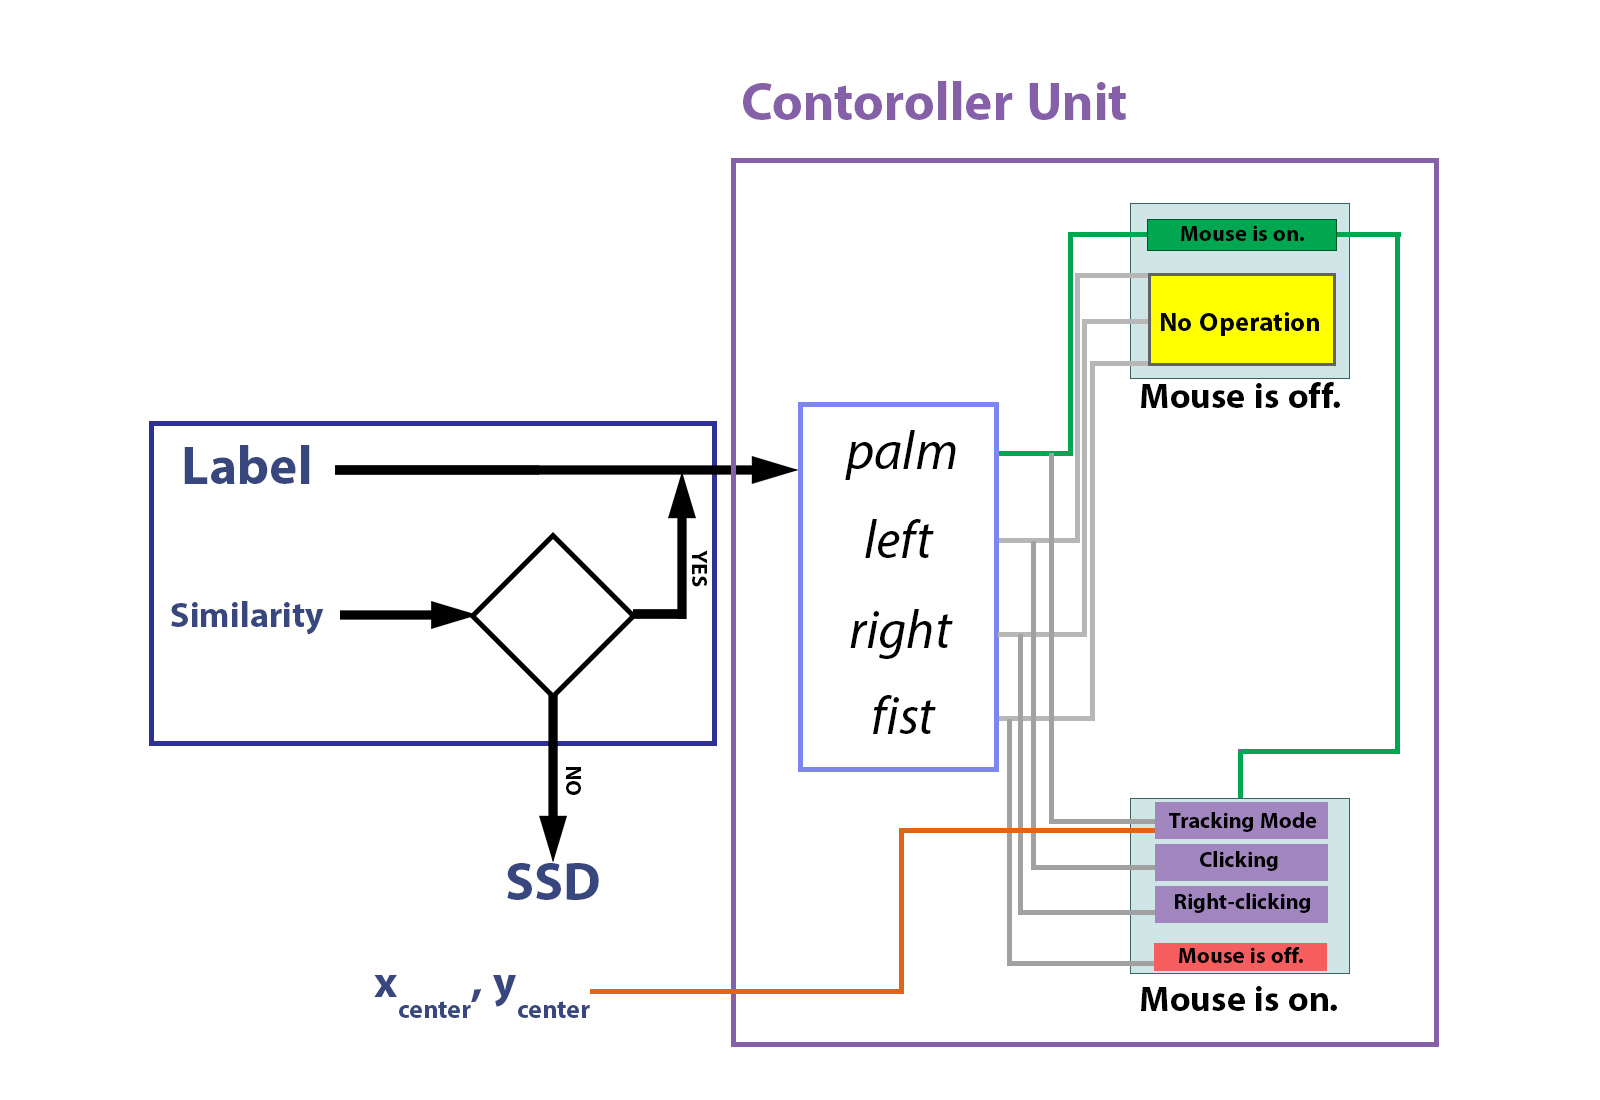 Contoroller Unit
Mouse is on.
No Operation
Mouse is off.
Label
Similarity
YES
NO
SSD
palm
left
right
fist
Tracking Mode
Clicking
Right-clicking
Mouse is off.
Mouse is on.
x center, y center